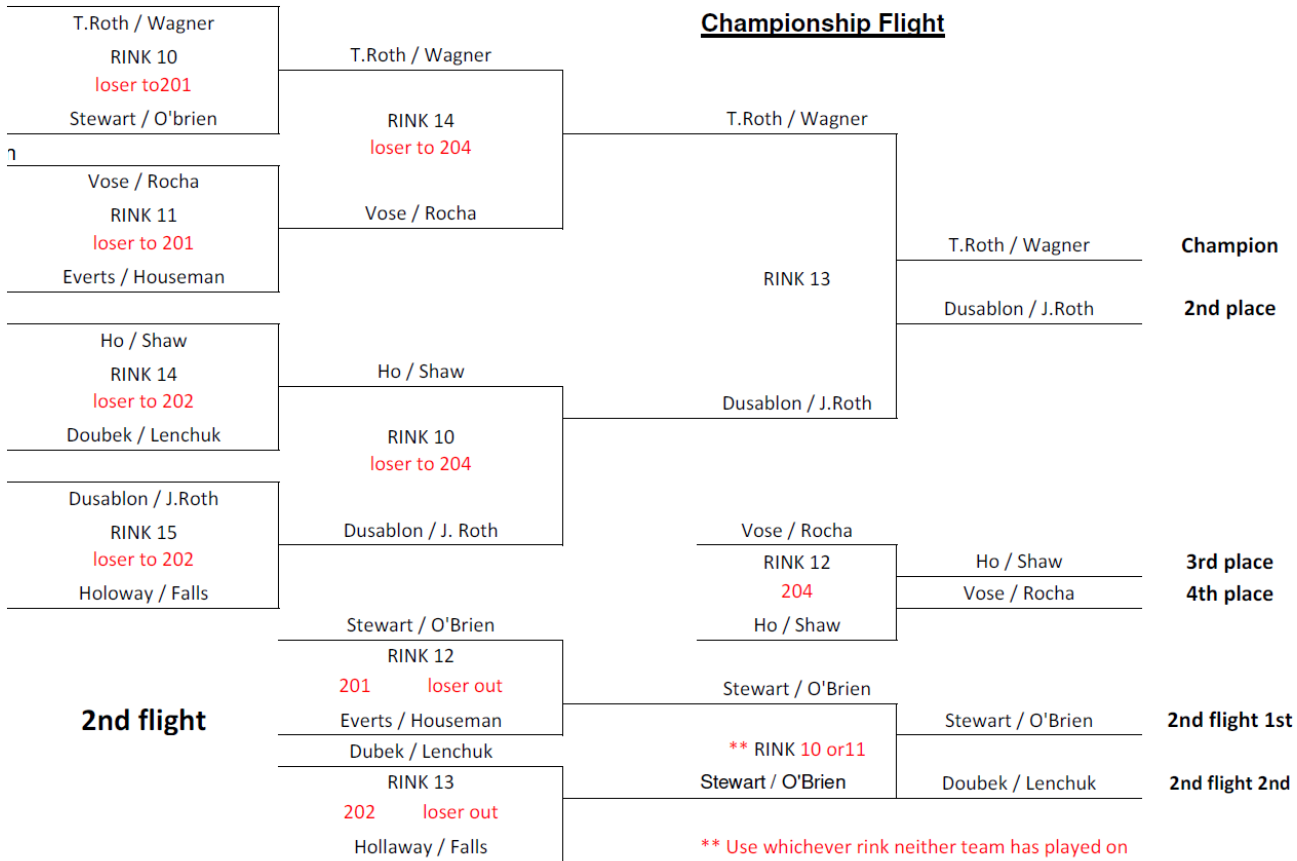 T.Roth / Wagner
Championship Flight
RINK 10
T.Roth / Wagner
loser to201
Stewart / O'brien
RINK 14
T.Roth / Wagner
loser to 204
n
Vose / Rocha
RINK 11
Vose / Rocha
loser to 201
T.Roth / Wagner Champion
Everts / Houseman
RINK 13
Dusablon / J.Roth 2nd place
Ho / Shaw
RINK 14
Ho / Shaw
loser to 202
Dusablon / J.Roth
Doubek / Lenchuk
RINK 10
loser to 204
Dusablon / J.Roth
RINK 15
Dusablon / J. Roth
Vose / Rocha
loser to 202
RINK 12
Ho / Shaw 3rd place
Holoway / Falls
204
Vose / Rocha 4th place
Stewart / O'Brien
Ho / Shaw
RINK 12
201 loser out
Stewart / O'Brien
2nd flight
Everts / Houseman
Stewart / O'Brien 2nd flight 1st
Dubek / Lenchuk
** RINK 10 or11
RINK 13
Stewart / O'Brien
Doubek / Lenchuk 2nd flight 2nd
202 loser out
Hollaway / Falls
** Use whichever rink neither team has played on